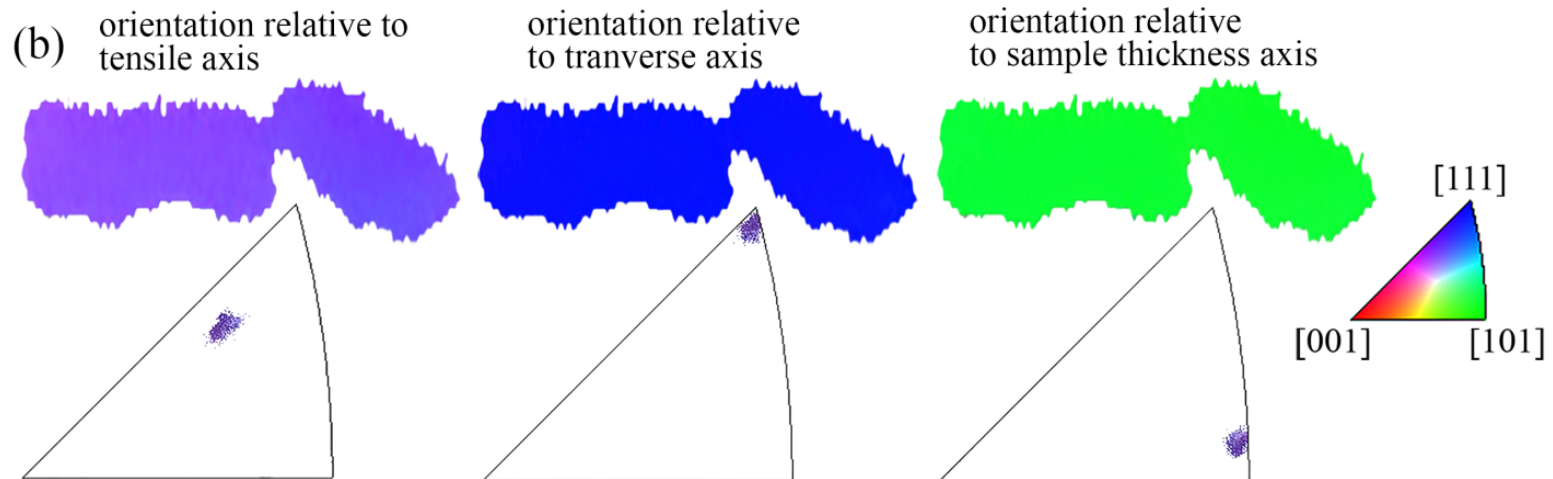 (b)
orientation relative to
tensile axis
orientation relative
to tranverse axis
orientation relative
to sample thickness axis
[111]
[001]
[101]